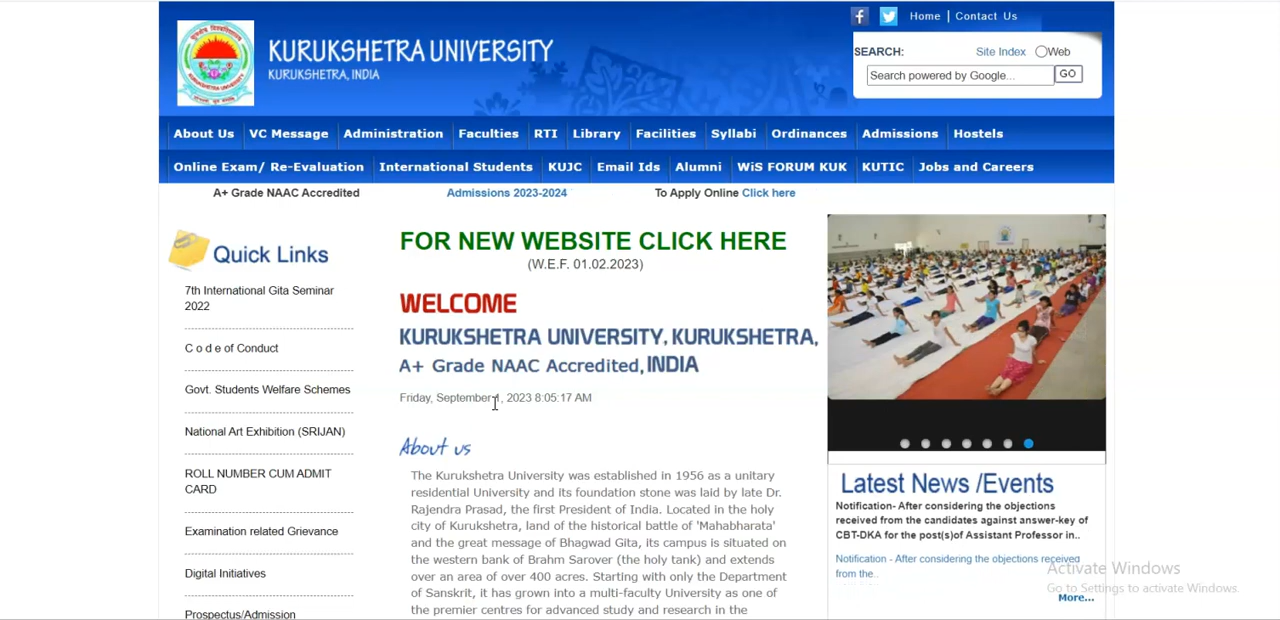 Home | Contact Us
KURUKSHETRA UNIVERSITY
KURUKSHETRA, INDIA
SEARCH: Site Index Web
Search powered by Google... GO
About Us VC Message Administration Faculties RTI Library Facilities Syllabi Ordinances Admissions Hostels
Online Exam/ Re-Evaluation International Students KUJC Email Ids Alumni WiS FORUM KUK KUTIC Jobs and Careers
A+ Grade NAAC Accredited Admissions 2023-2024 To Apply Online Click here
Quick Links
7th International Gita Seminar
2022
C o d e of Conduct
Govt. Students Welfare Schemes
National Art Exhibition (SRIJAN)
ROLL NUMBER CUM ADMIT
CARD
Examination related Grievance
Digital Initiatives
Prospectus/Admission
FOR NEW WEBSITE CLICK HERE
(W.E.F. 01.02.2023)
WELCOME
KURUKSHETRA UNIVERSITY, KURUKSHETRA,
A+ Grade NAAC Accredited, INDIA
Friday, September 1, 2023 8:05:17 AM
About us
The Kurukshetra University was established in 1956 as a unitary
residential University and its foundation stone was laid by late Dr.
Rajendra Prasad, the first President of India. Located in the holy
city of Kurukshetra, land of the historical battle of 'Mahabharata'
and the great message of Bhagwad Gita, its campus is situated on
the western bank of Brahm Sarover (the holy tank) and extends
over an area of over 400 acres. Starting with only the Department
of Sanskrit, it has grown into a multi-faculty University as one of
the premier centres for advanced study and research in the
Latest News /Events
Notification- After considering the objections
received from the candidates against answer-key of
CBT-DKA for the post(s)of Assistant Professor in..
Notification - After considering the objections received
from the..
More...
Activate Windows
Go to Settings to activate Windows.